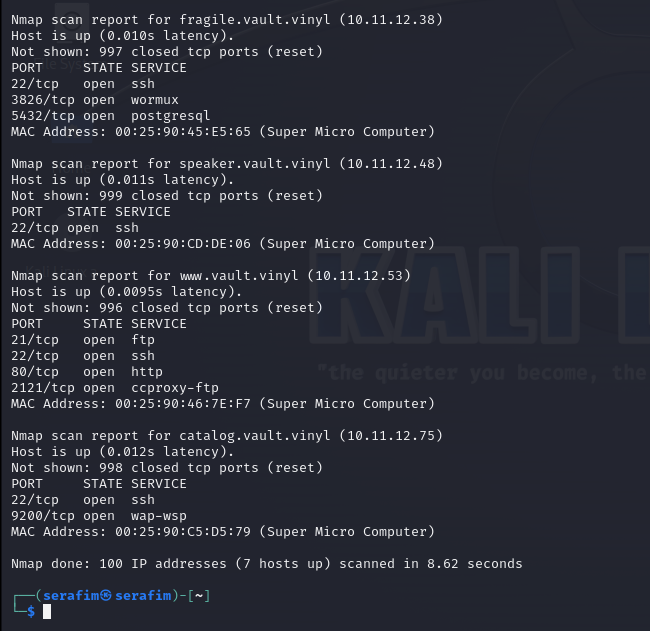 Nmap scan report for fragile.vault.vinyl (10.11.12.38)
Host is up (0.010s latency).
Not shown: 997 closed tcp ports (reset)
PORT     STATE SERVICE
22/tcp   open  ssh
3826/tcp open  wormux
5432/tcp open  postgresql
MAC Address: 00:25:90:45:E5:65 (Super Micro Computer)

Nmap scan report for speaker.vault.vinyl (10.11.12.48)
Host is up (0.011s latency).
Not shown: 999 closed tcp ports (reset)
PORT   STATE SERVICE
22/tcp open  ssh
MAC Address: 00:25:90:CD:DE:06 (Super Micro Computer)

Nmap scan report for www.vault.vinyl (10.11.12.53)
Host is up (0.0095s latency).
Not shown: 996 closed tcp ports (reset)
PORT     STATE SERVICE
21/tcp   open  ftp
22/tcp   open  ssh
80/tcp   open  http
2121/tcp open  ccproxy-ftp
MAC Address: 00:25:90:46:7E:F7 (Super Micro Computer)

Nmap scan report for catalog.vault.vinyl (10.11.12.75)
Host is up (0.012s latency).
Not shown: 998 closed tcp ports (reset)
PORT     STATE SERVICE
22/tcp   open  ssh
9200/tcp open  wap-wsp
MAC Address: 00:25:90:C5:D5:79 (Super Micro Computer)

Nmap done: 100 IP addresses (7 hosts up) scanned in 8.62 seconds

┌──(serafim㉿serafim)-[~]
└─$
KALI
"the quieter you become, the